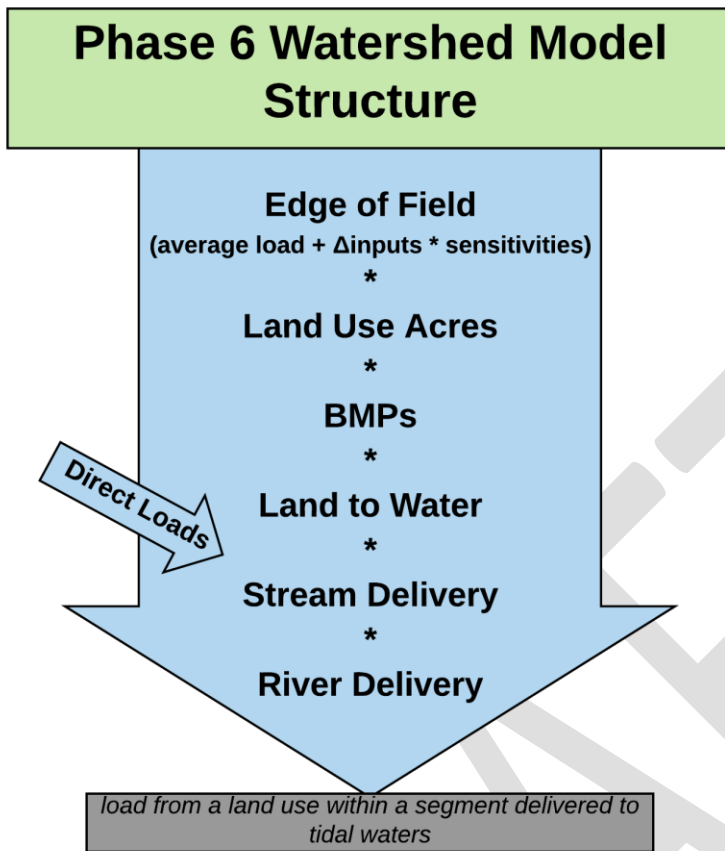 Phase 6 Watershed Model
Structure
Edge of Field
(average load + Δinputs * sensitivities)
*
Land Use Acres
*
BMPs
*
Direct Loads
Land to Water
*
Stream Delivery
*
River Delivery
load from a land use within a segment delivered to
tidal waters